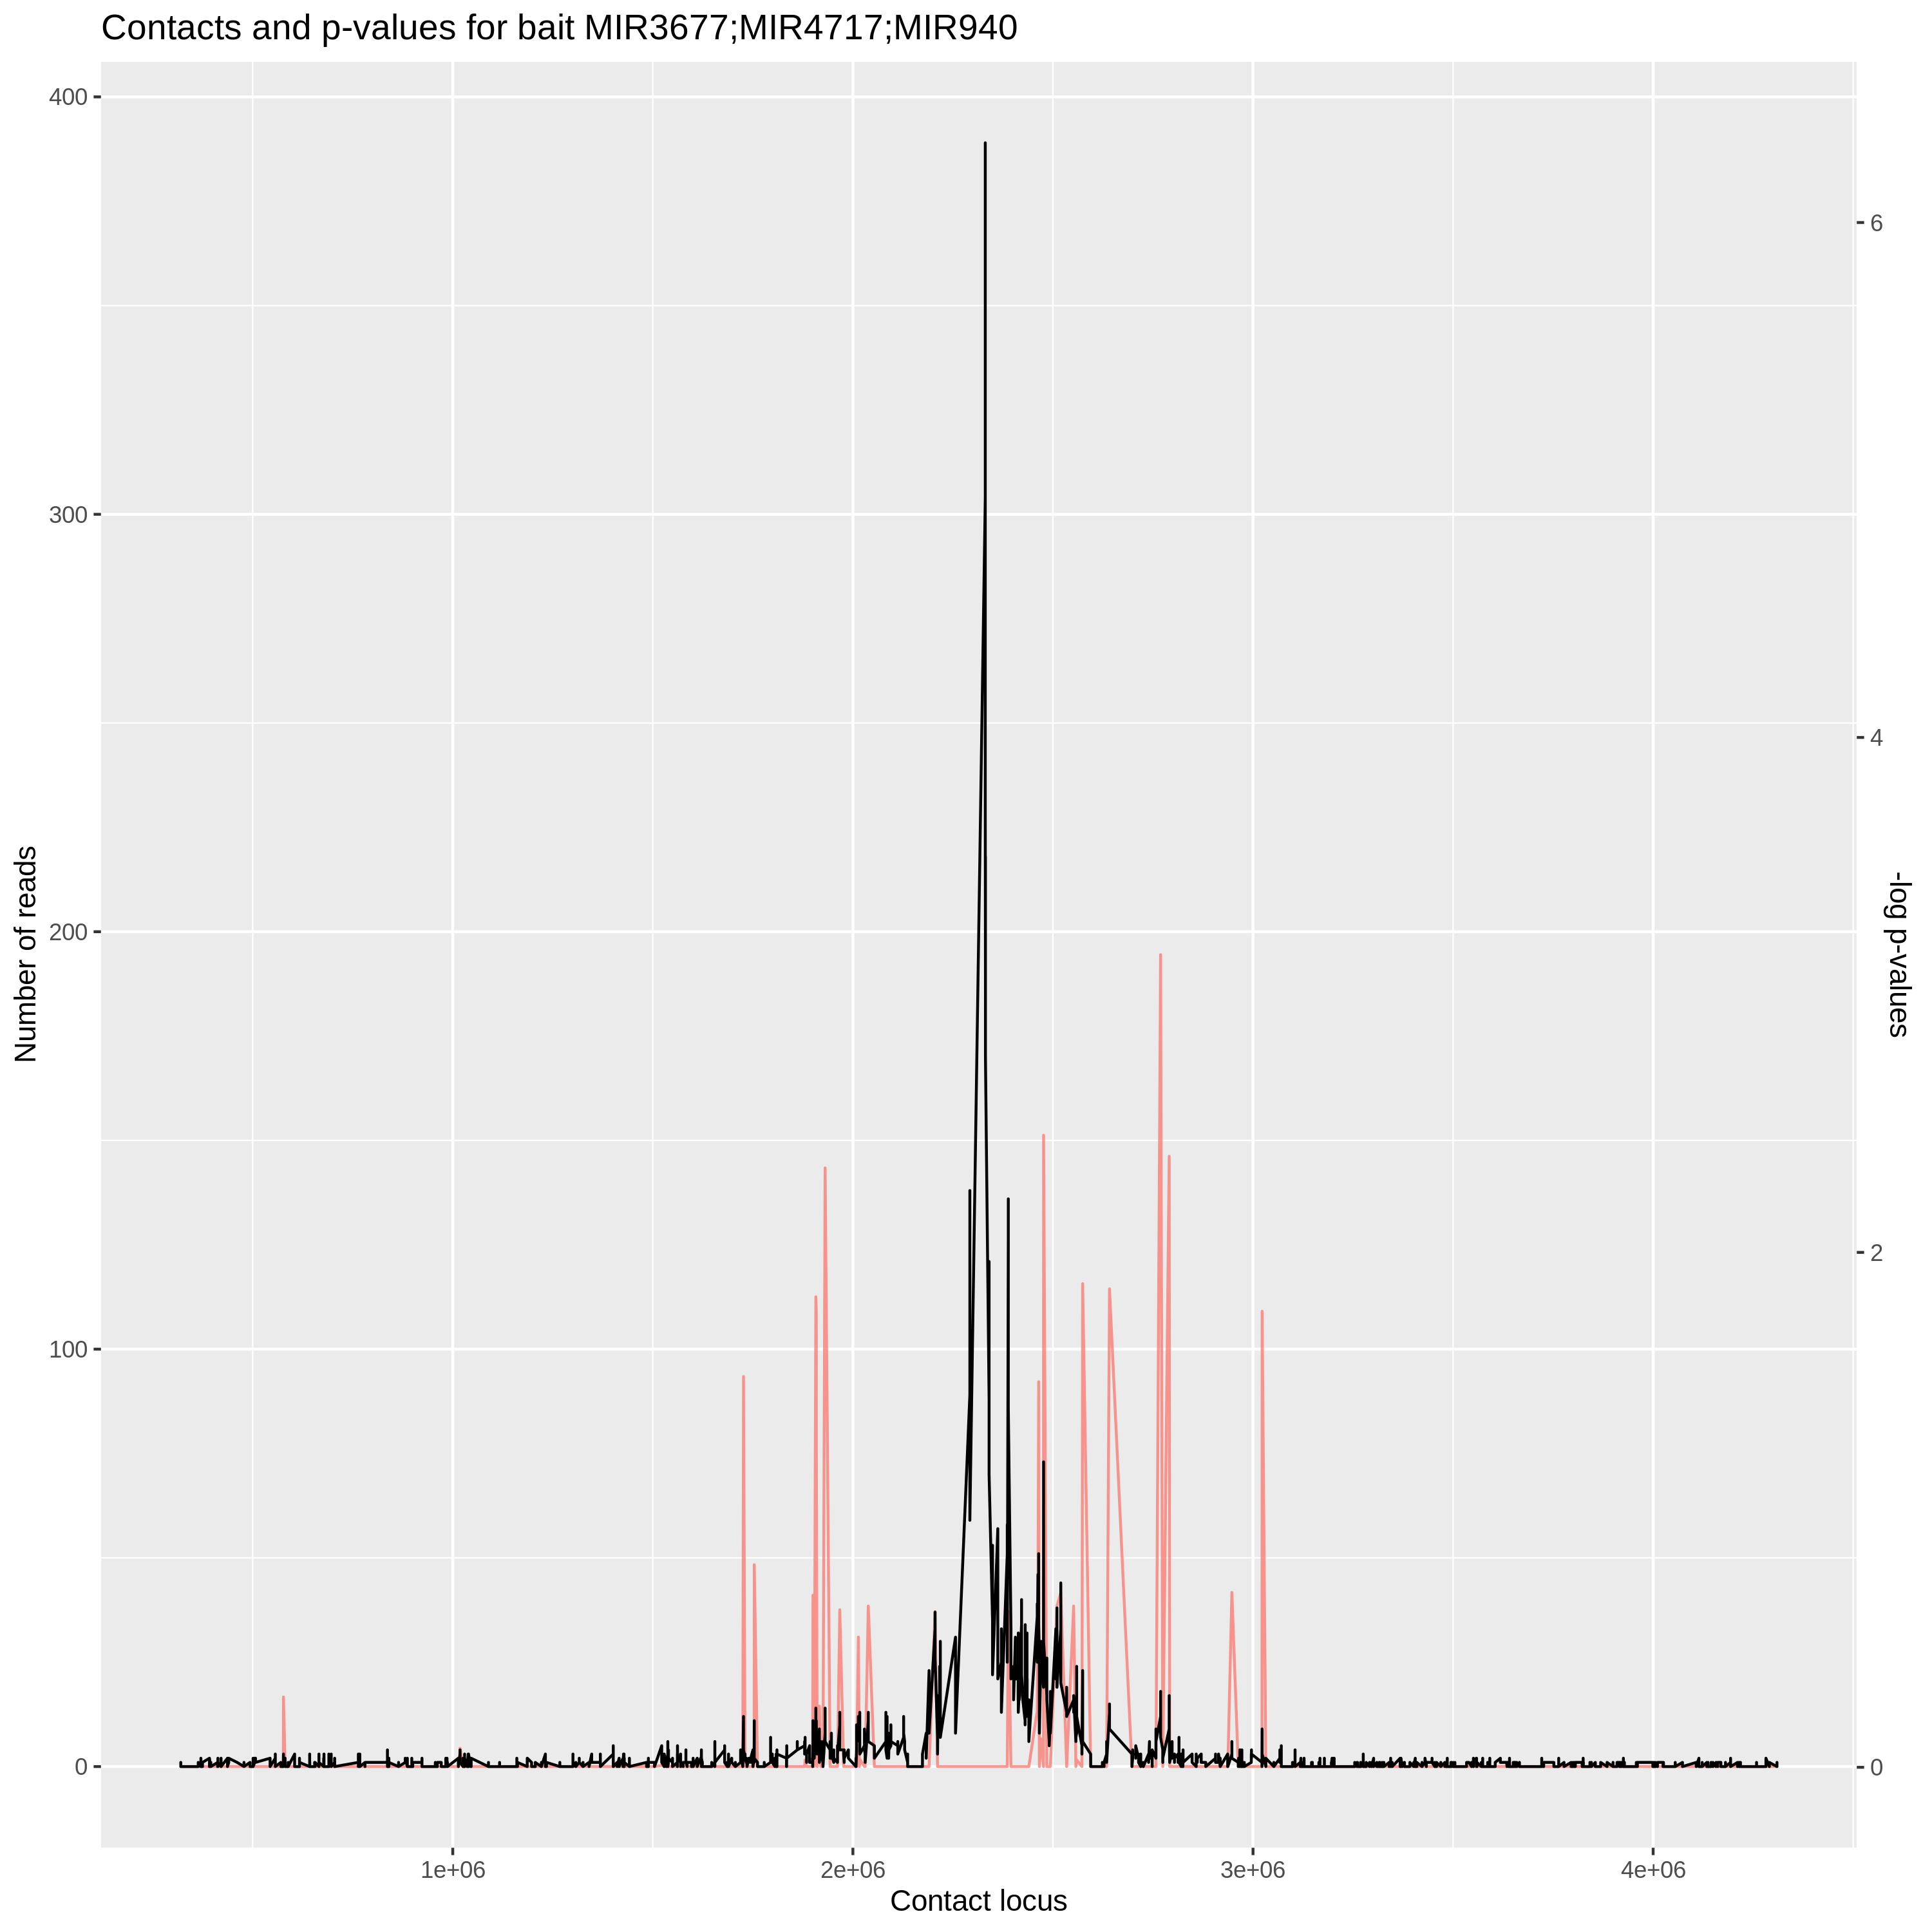 Contacts and p-values for bait MIR3677;MIR4717;MIR940
400
300
200
100
0
Number of reads
6
4
2
0
-log p-values
1e+06
2e+06
3e+06
4e+06
Contact locus